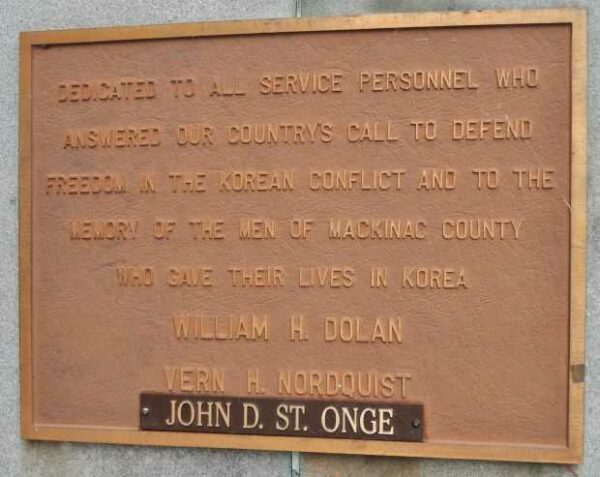 DEDICATED TO ALL SERVICE PERSONNEL WHO
ANSWERED OUR COUNTRY'S CALL TO DEFEND
FREEDOM IN THE KOREAN CONFLICT AND TO THE
MEMORY OF THE MEN OF MACKINAC COUNTY
WHO GAVE THEIR LIVES IN KOREA
WILLIAM H. DOLAN
VERN H. NORDQUIST
JOHN D. ST. ONGE